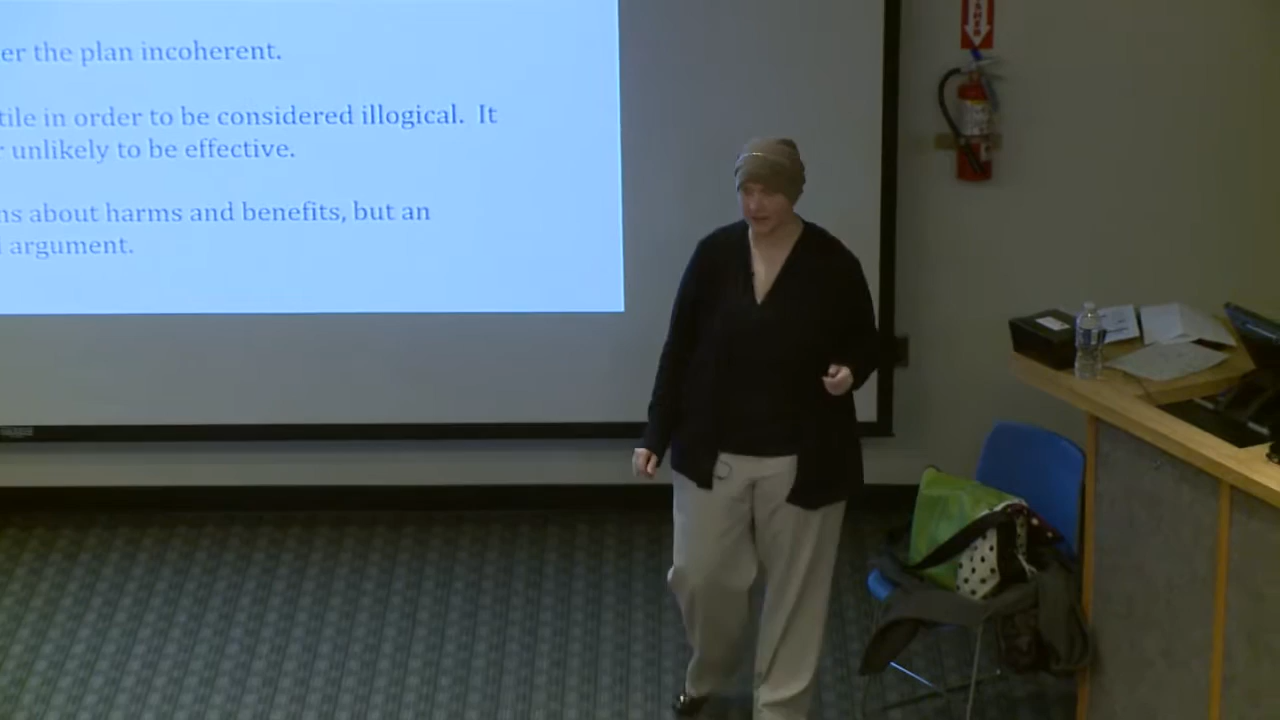 er the plan incoherent.
tile in order to be considered illogical.  It
unlikely to be effective.
ns about harms and benefits, but an
argument.